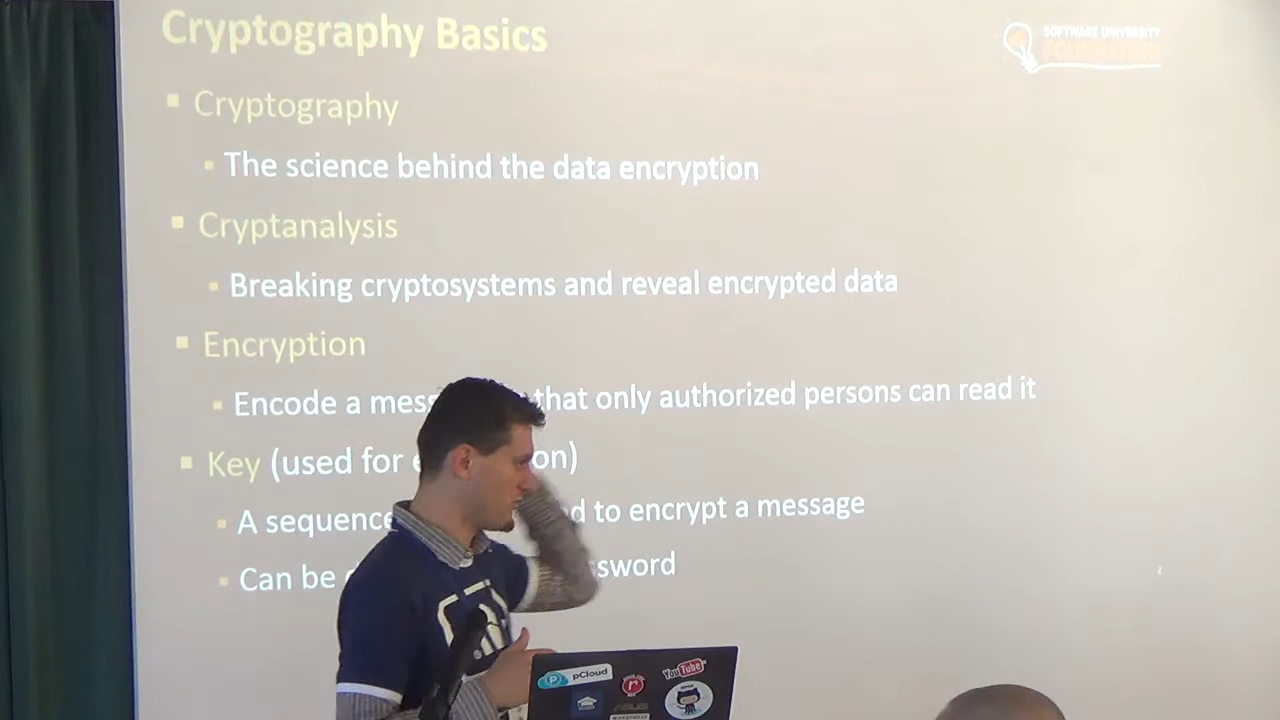 Cryptography Basics
SOFTWARE UNIVERSITY
FOUNDATION
Cryptography
The science behind the data encryption
Cryptanalysis
Breaking cryptosystems and reveal encrypted data
Encryption
Encode a mess that only authorized persons can read it
Key (used for e on)
A sequence d to encrypt a message
Can be sword
2
pCloud
YouTube
ASUS